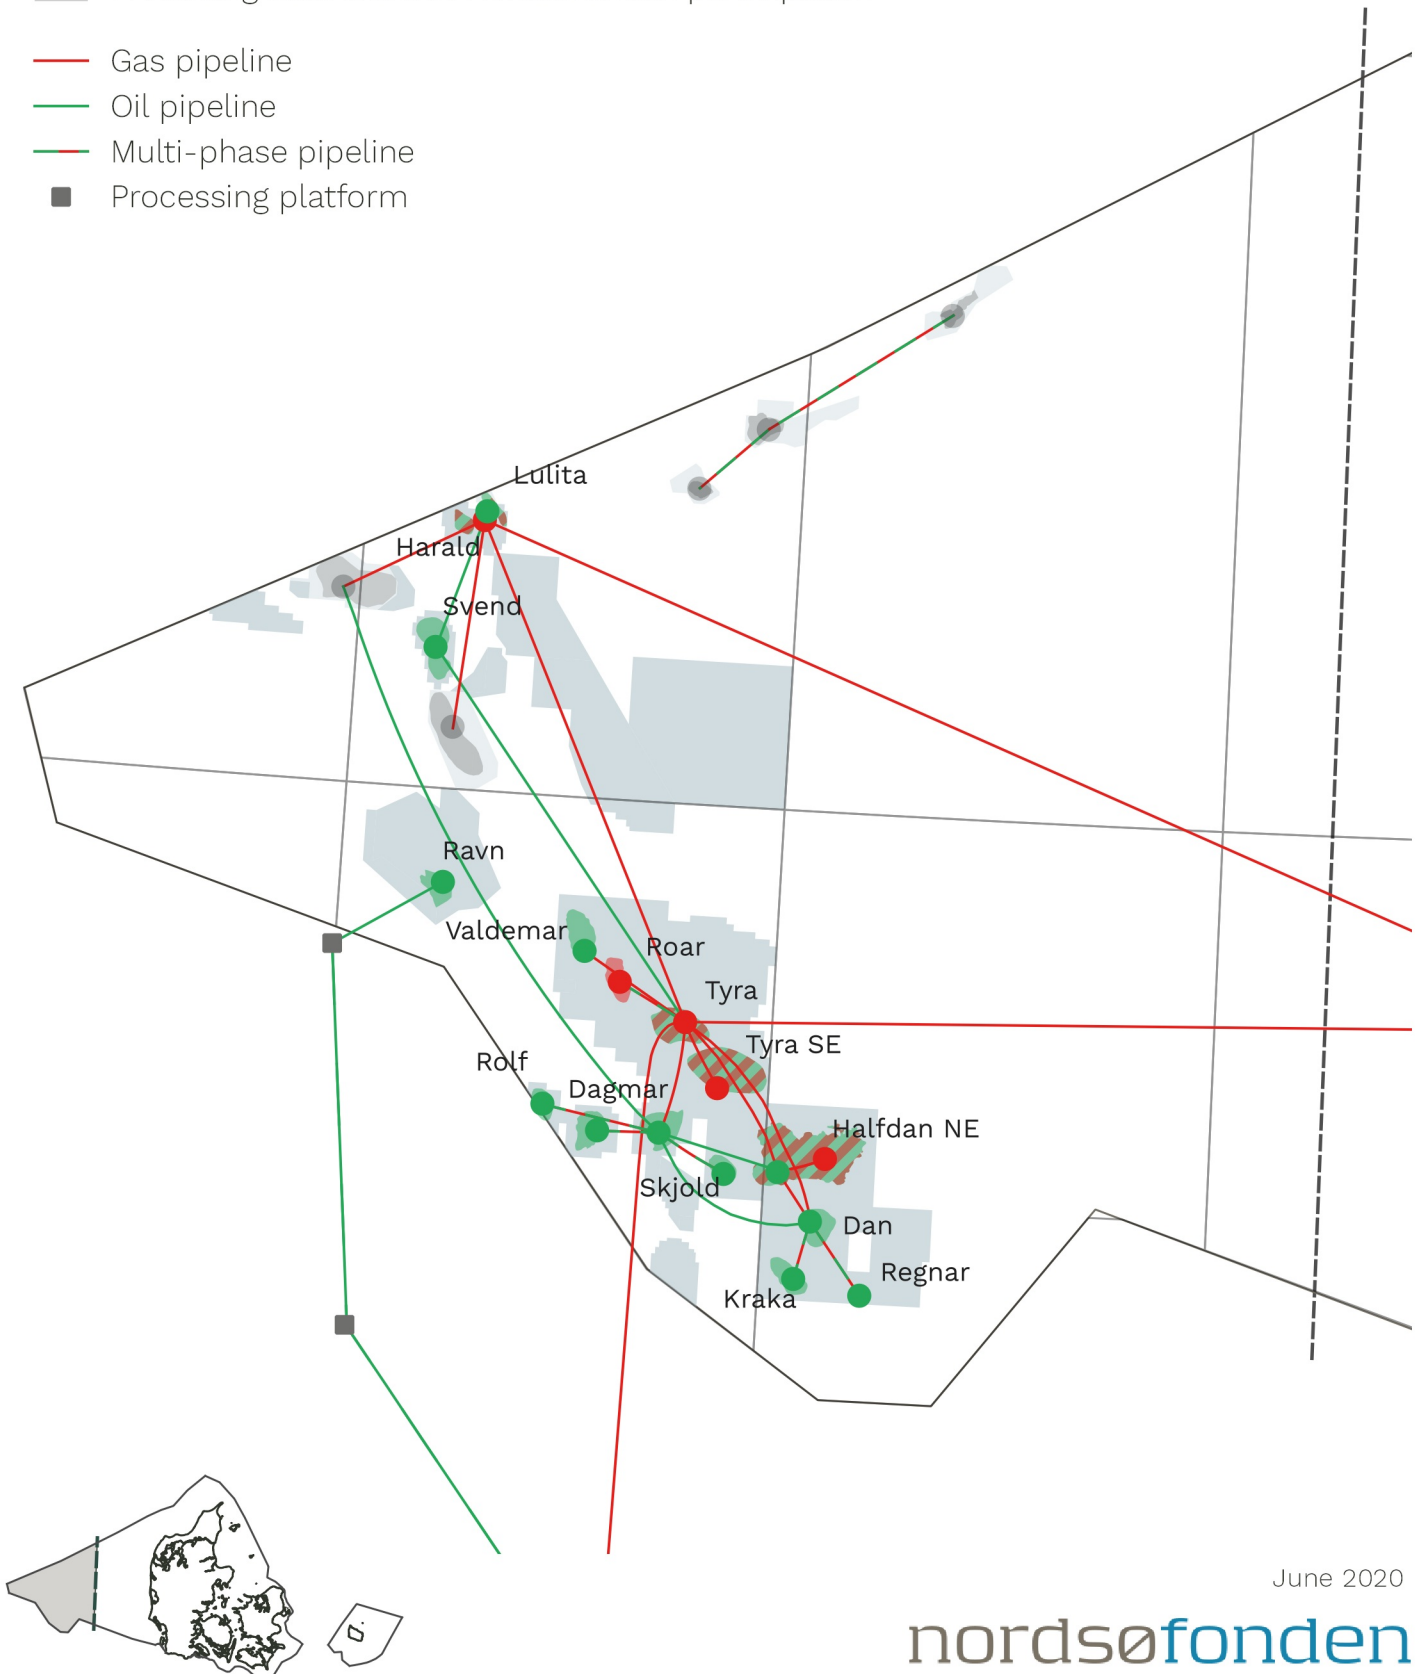 Gas pipeline
Oil pipeline
Multi-phase pipeline
Processing platform
Lulita
Harald
Svend
Ravn
Valdemar
Roar
Tyra
Tyra SE
Rolf
Dagmar
Halfdan NE
Skjold
Dan
Regnar
Kraka
June 2020
nordsøfonden